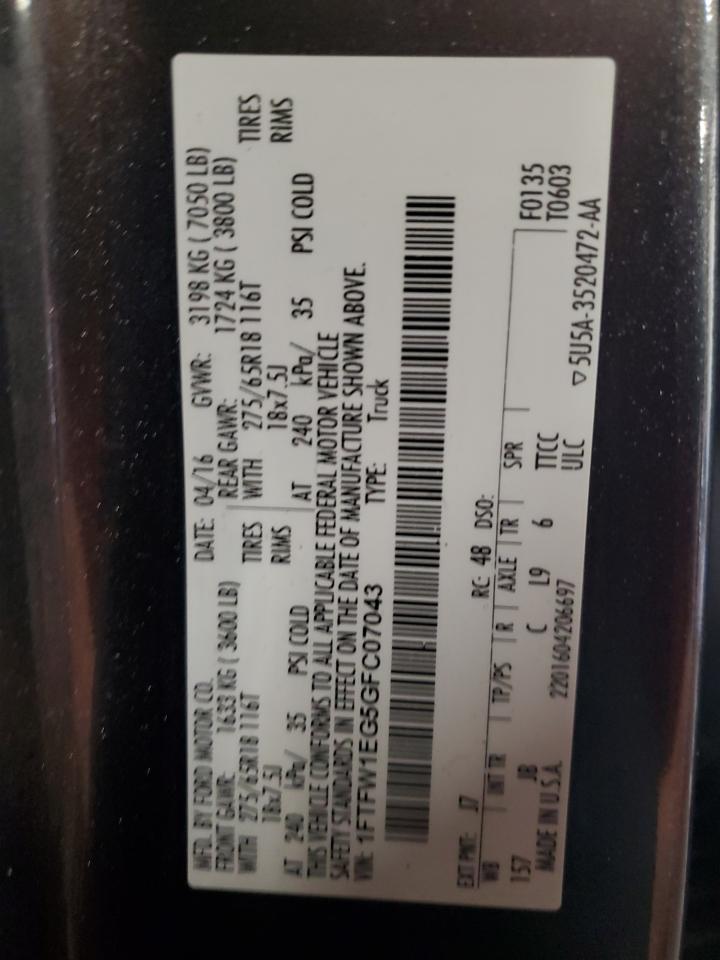 MFD. BY FORD MOTOR CO. DATE: 04/16 GVWR: 3198 KG ( 7050 LB)
FRONT GAWR: 1633 KG ( 3600 LB) REAR GAWR: 1724 KG ( 3800 LB)
WITH 275/65R18 116T TIRES WITH 275/65R18 116T TIRES
18x7.5J RIMS 18x7.5J RIMS
AT 240 kPa/ 35 PSI COLD AT 240 kPa/ 35 PSI COLD
THIS VEHICLE CONFORMS TO ALL APPLICABLE FEDERAL MOTOR VEHICLE
SAFETY STANDARDS IN EFFECT ON THE DATE OF MANUFACTURE SHOWN ABOVE.
VIN: 1FTFW1EG5GFC07043 TYPE: Truck
EXT PNT: J7 RC: 48 DSO:
WB INT TR TP/PS R AXLE TR SPR F0135
157 JB C L9 6 TTCC T0603
MADE IN U.S.A. 2201604206697 ULC
▽ 5U5A-3520472-AA